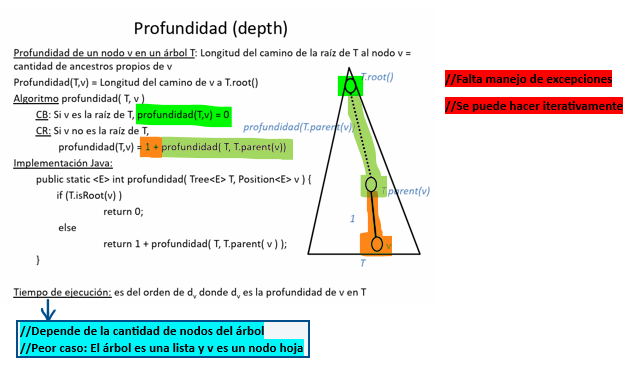 Profundidad (depth)
Profundidad de un nodo v en un árbol T: Longitud del camino de la raíz de T al nodo v =
cantidad de ancestros propios de v
Profundidad(T,v) = Longitud del camino de v a T.root()
Algoritmo profundidad( T, v )
CB: Si v es la raíz de T, profundidad(T,v) = 0
CR: Si v no es la raíz de T,
profundidad(T,v)= 1 + profundidad( T, T.parent(v))
Implementación Java:
public static <E> int profundidad( Tree<E> T, Position<E> v ) {
if (T.isRoot(v) )
return 0;
else
return 1 + profundidad( T, T.parent( v ) );
}
T.root()
profundidad(T.parent(v))
T.parent(v)
1
v
T
//Falta manejo de excepciones
//Se puede hacer iterativamente
Tiempo de ejecución: es del orden de dv donde dv es la profundidad de v en T
//Depende de la cantidad de nodos del árbol
//Peor caso: El árbol es una lista y v es un nodo hoja